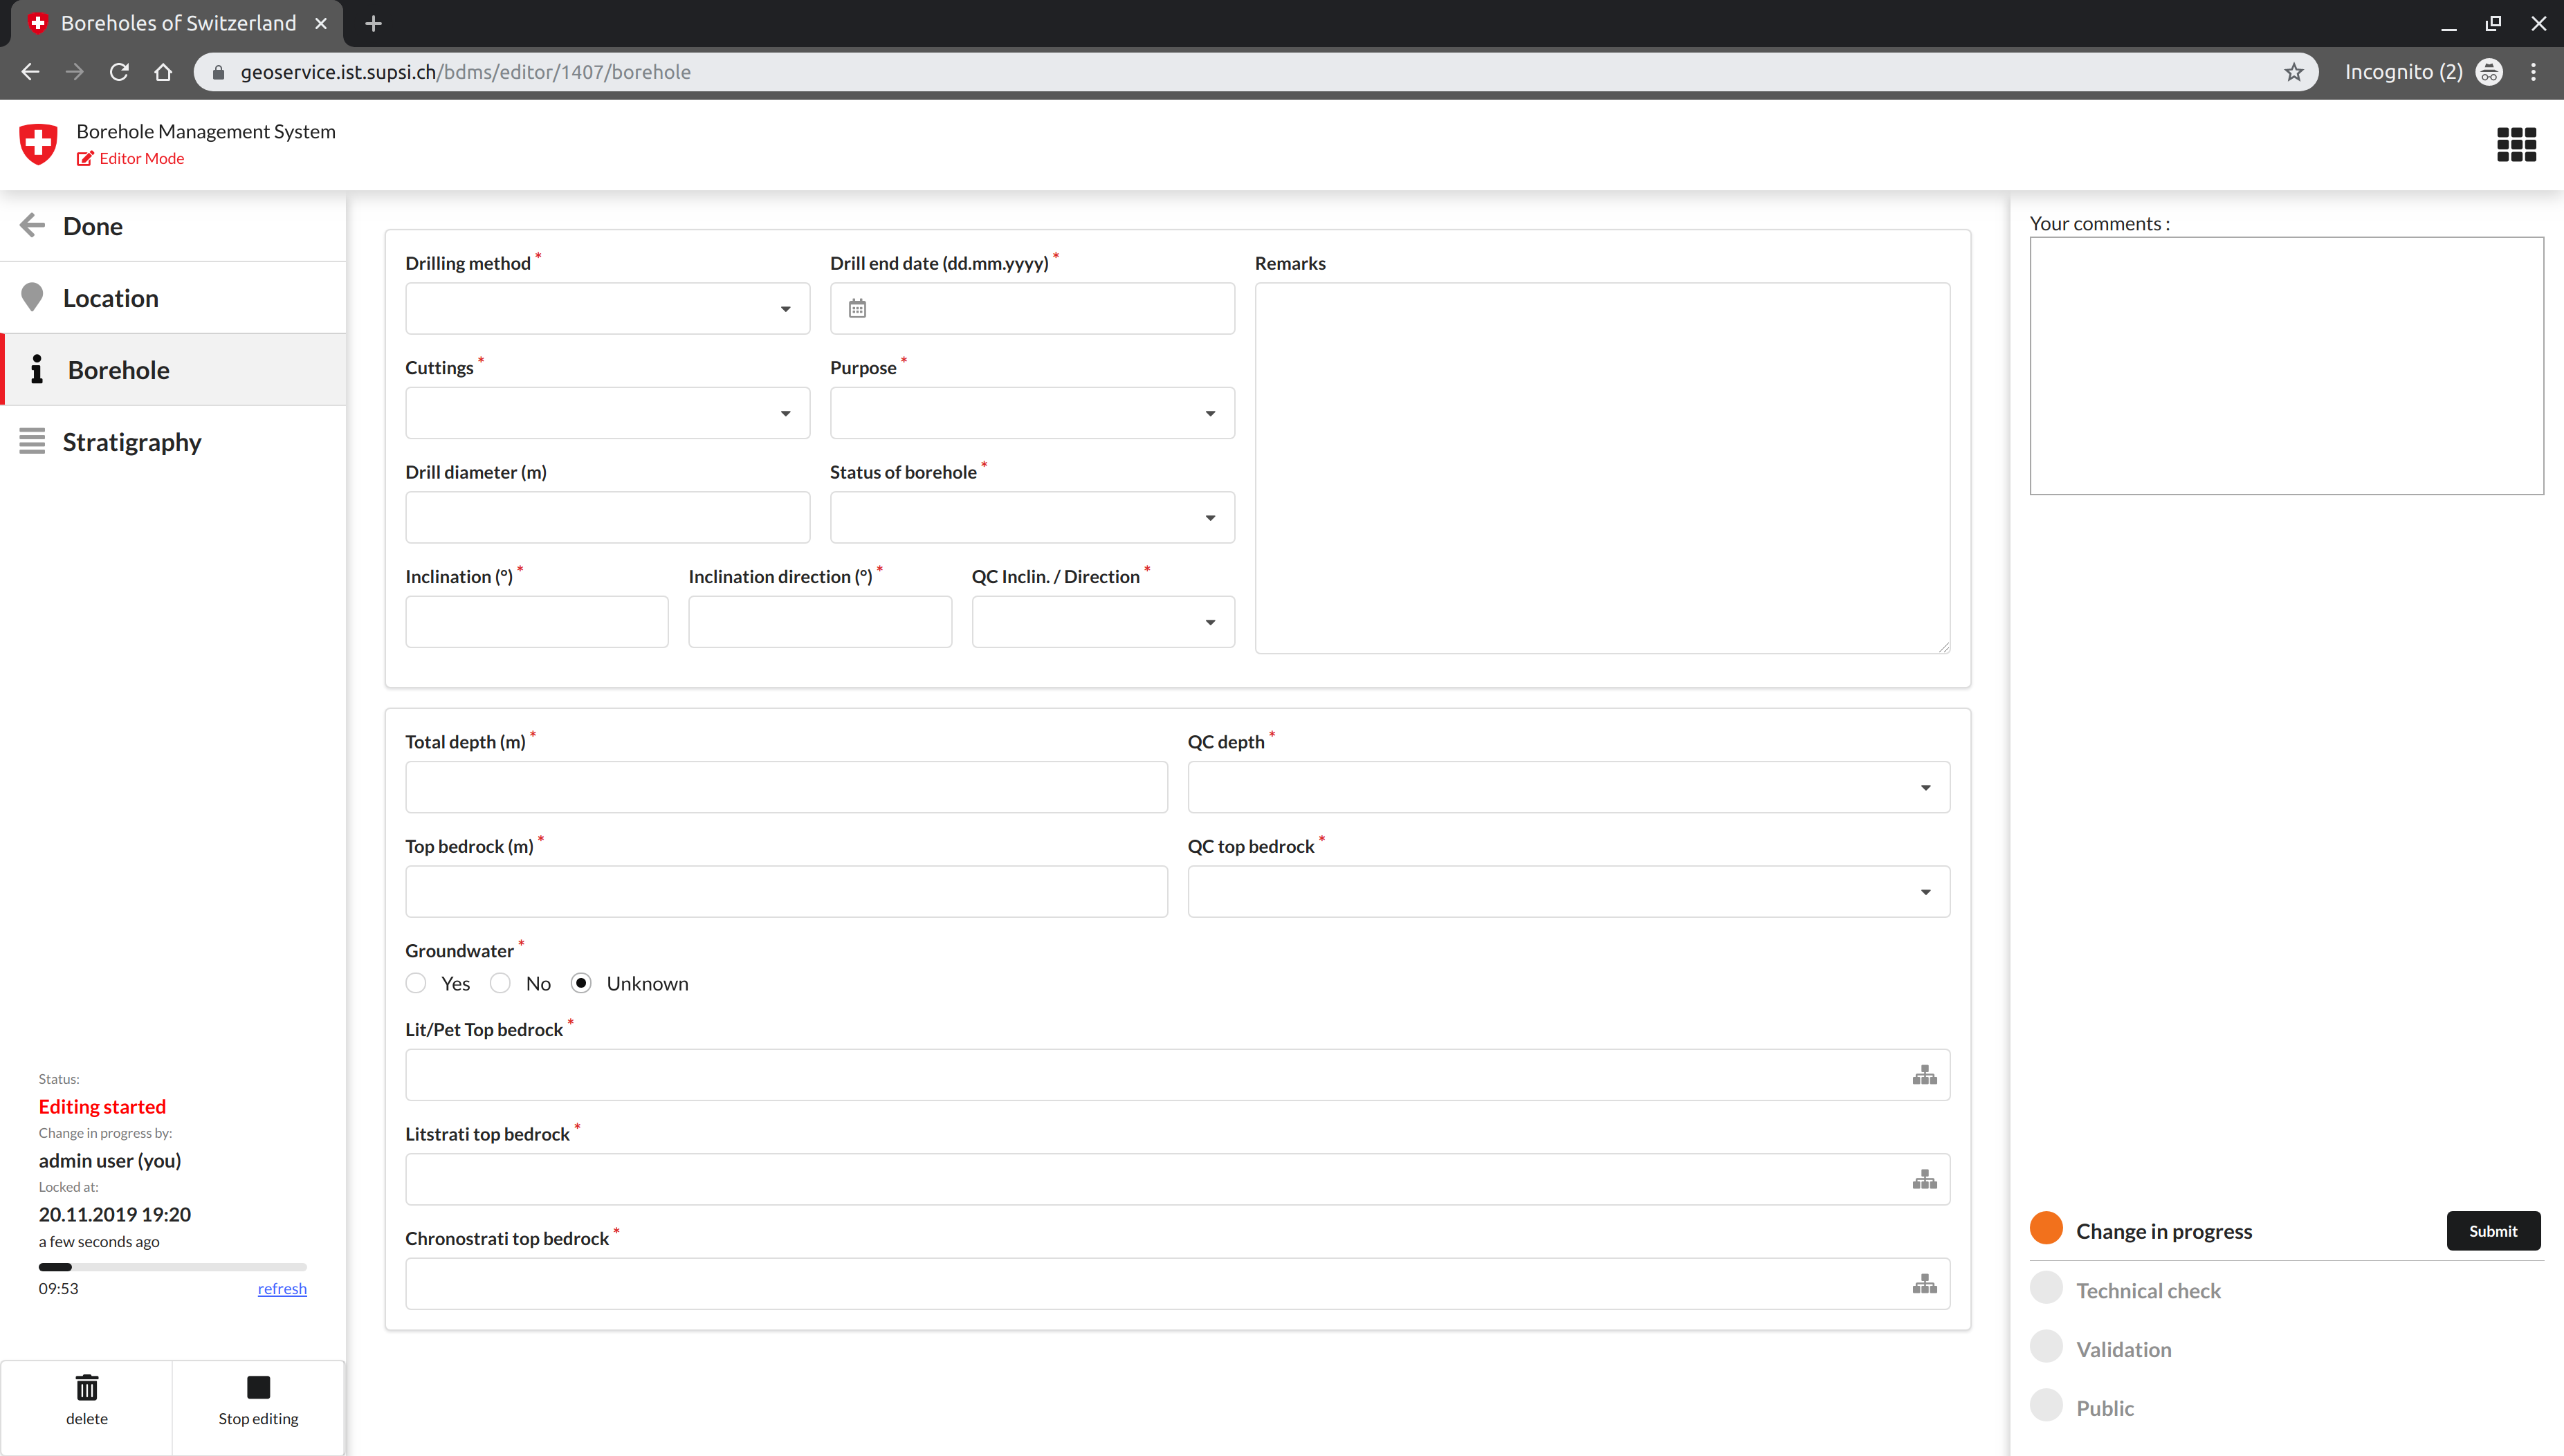 Boreholes of Switzerland
geoservice.ist.supsi.ch/bdms/editor/1407/borehole
Incognito (2)
Borehole Management System
Editor Mode
Done
Location
Borehole
Stratigraphy
Status:
Editing started
Change in progress by:
admin user (you)
Locked at:
20.11.2019 19:20
a few seconds ago
09:53 refresh
delete Stop editing
Drilling method * Drill end date (dd.mm.yyyy) * Remarks
Cuttings * Purpose *
Drill diameter (m) Status of borehole *
Inclination (°) * Inclination direction (°) * QC Inclin. / Direction *
Total depth (m) * QC depth *
Top bedrock (m) * QC top bedrock *
Groundwater *
Yes No Unknown
Lit/Pet Top bedrock *
Litstrati top bedrock *
Chronostrati top bedrock *
Your comments :
Change in progress Submit
Technical check
Validation
Public